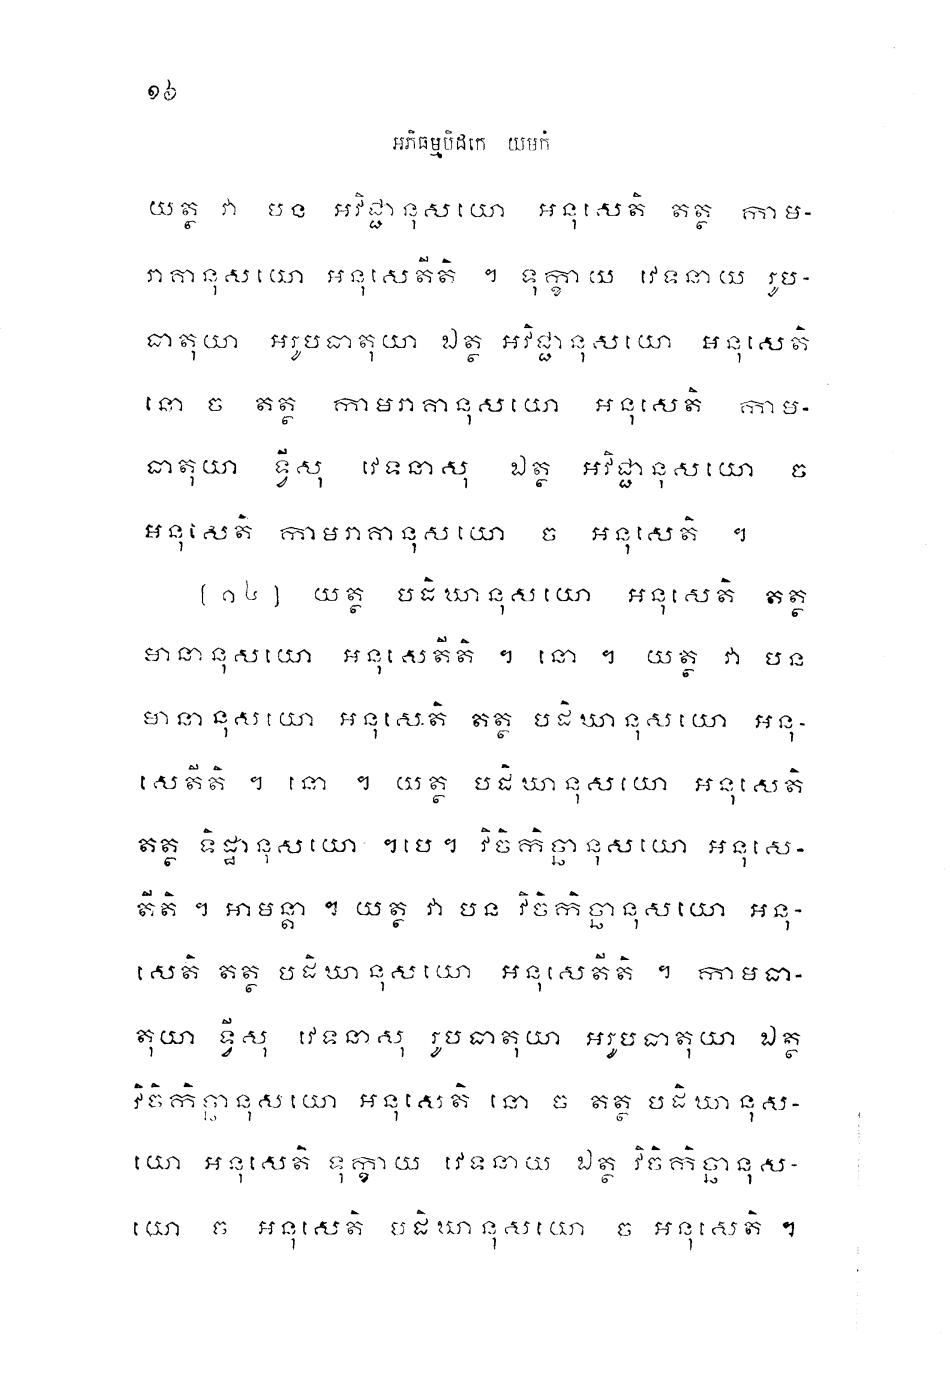 ១៦
អភិធម្មបិដកេ យមកំ
យត្ថ វា បន អវិជ្ជានុសយោ អនុសេតិ តត្ថ កាម-
រាគានុសយោ អនុសេតីតិ ។ ទុក្ខាយ វេទនាយ រូប-
ធាតុយា អរូបធាតុយា ឯត្ថ អវិជ្ជានុសយោ អនុសេតិ
នោ ច តត្ថ កាមរាគានុសយោ អនុសេតិ កាម-
ធាតុយា ទ្វីសុ វេទនាសុ ឯត្ថ អវិជ្ជានុសយោ ច
អនុសេតិ កាមរាគានុសយោ ច អនុសេតិ ។
(១៤) យត្ថ បដិឃានុសយោ អនុសេតិ តត្ថ
មានានុសយោ អនុសេតីតិ ។ នោ ។ យត្ថ វា បន
មានានុសយោ អនុសេតិ តត្ថ បដិឃានុសយោ អនុ-
សេតីតិ ។ នោ ។ យត្ថ បដិឃានុសយោ អនុសេតិ
តត្ថ ទិដ្ឋានុសយោ ។បេ។ វិចិកិច្ឆានុសយោ អនុសេ-
តីតិ ។ អាមន្តា ។ យត្ថ វា បន វិចិកិច្ឆានុសយោ អនុ-
សេតិ តត្ថ បដិឃានុសយោ អនុសេតីតិ ។ កាមធា-
តុយា ទ្វីសុ វេទនាសុ រូបធាតុយា អរូបធាតុយា ឯត្ថ
វិចិកិច្ឆានុសយោ អនុសេតិ នោ ច តត្ថ បដិឃានុស-
យោ អនុសេតិ ទុក្ខាយ វេទនាយ ឯត្ថ វិចិកិច្ឆានុស-
យោ ច អនុសេតិ បដិឃានុសយោ ច អនុសេតិ ។